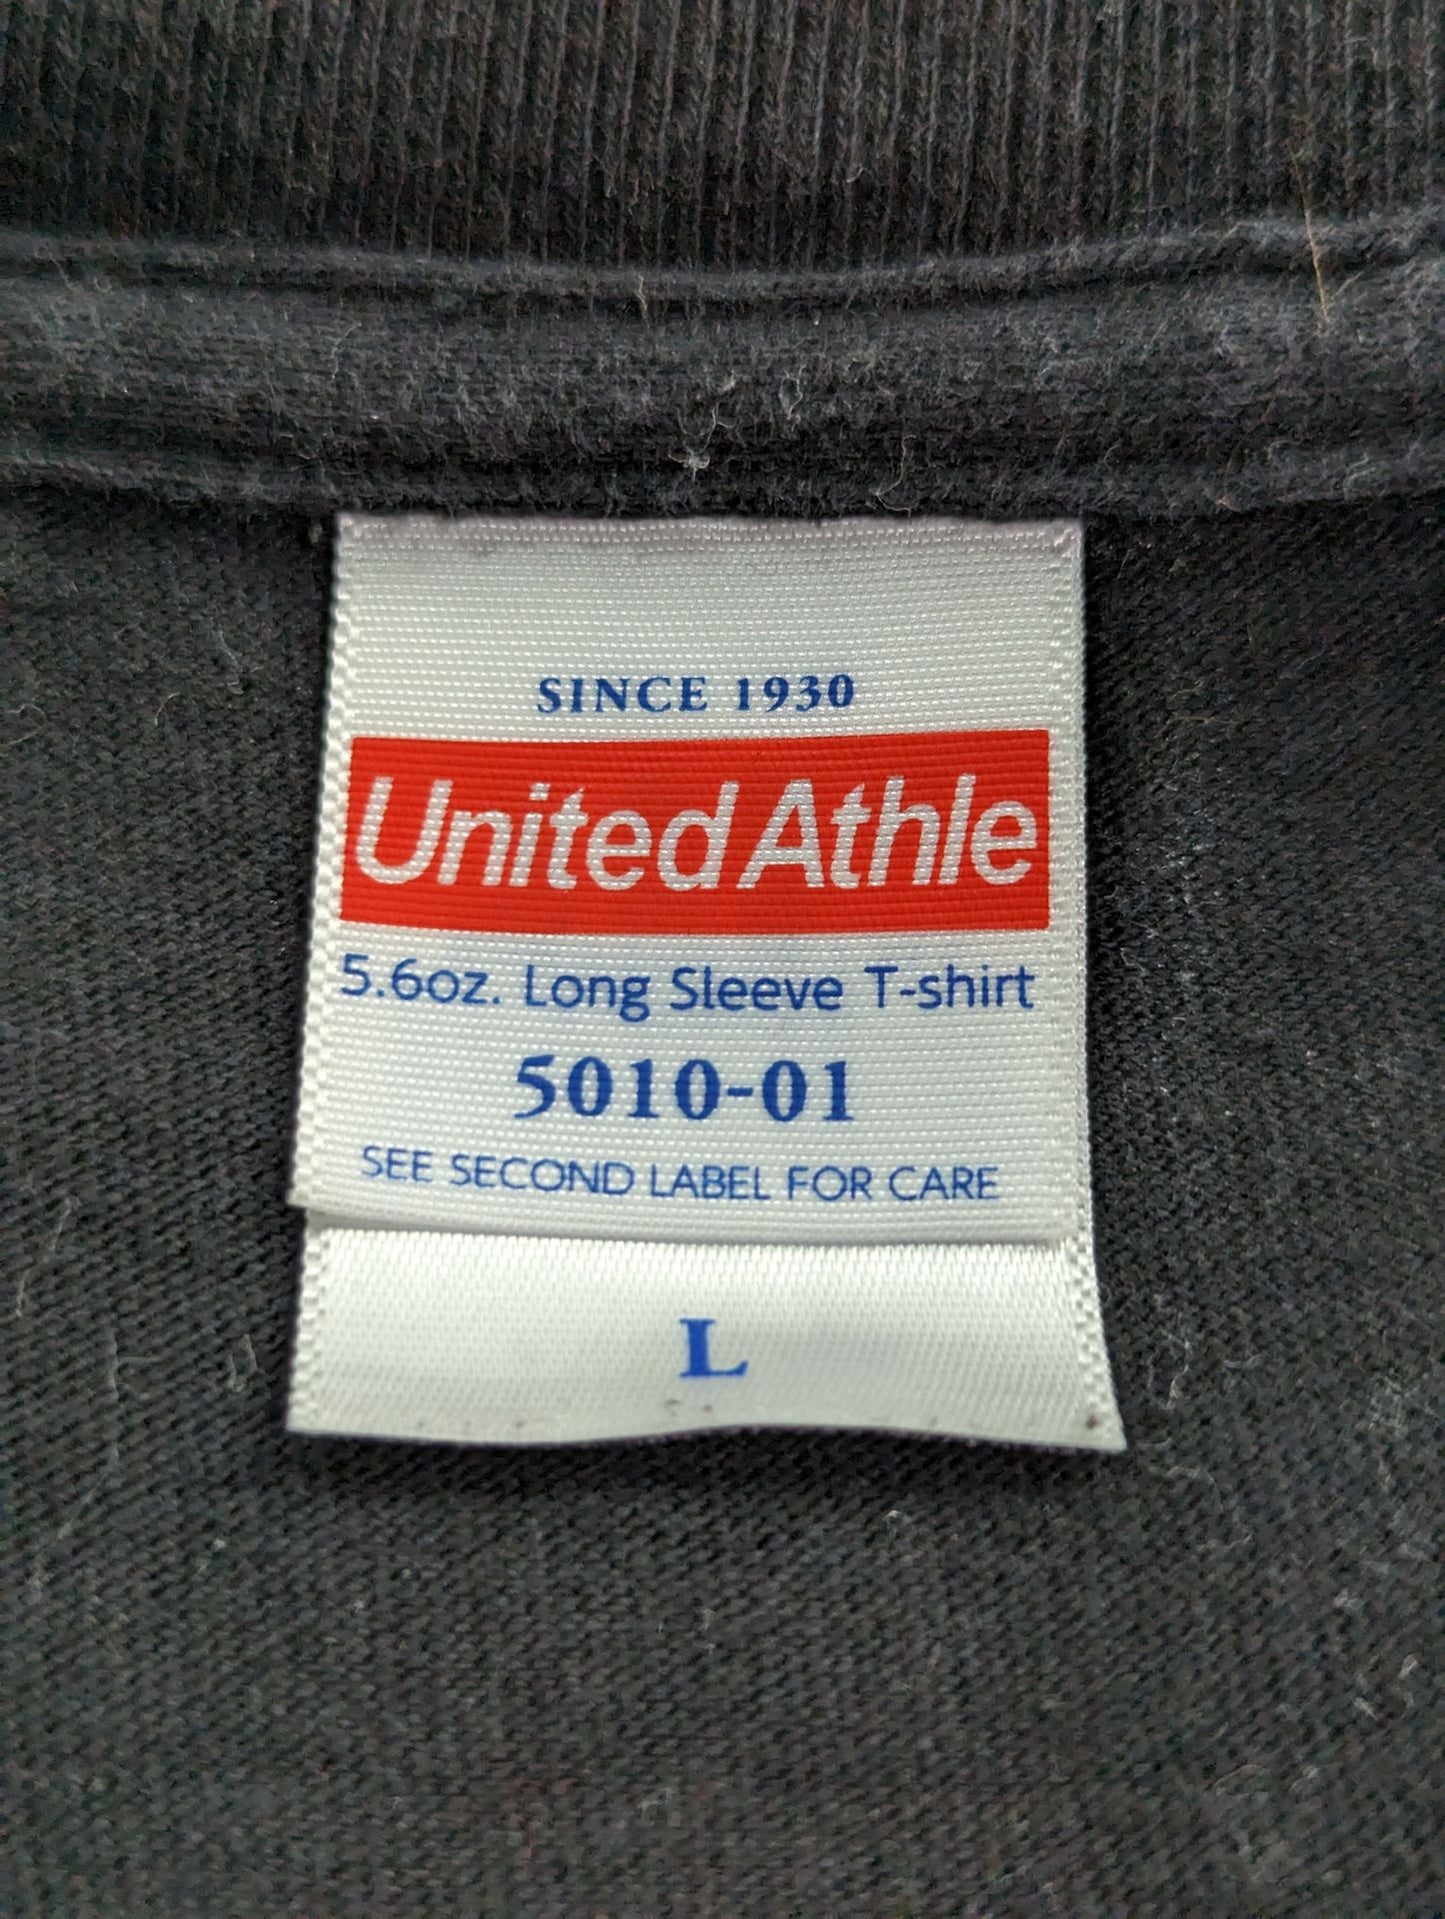 SINCE 1930
United Athle
5.6oz. Long Sleeve T-shirt
5010-01
SEE SECOND LABEL FOR CARE
L